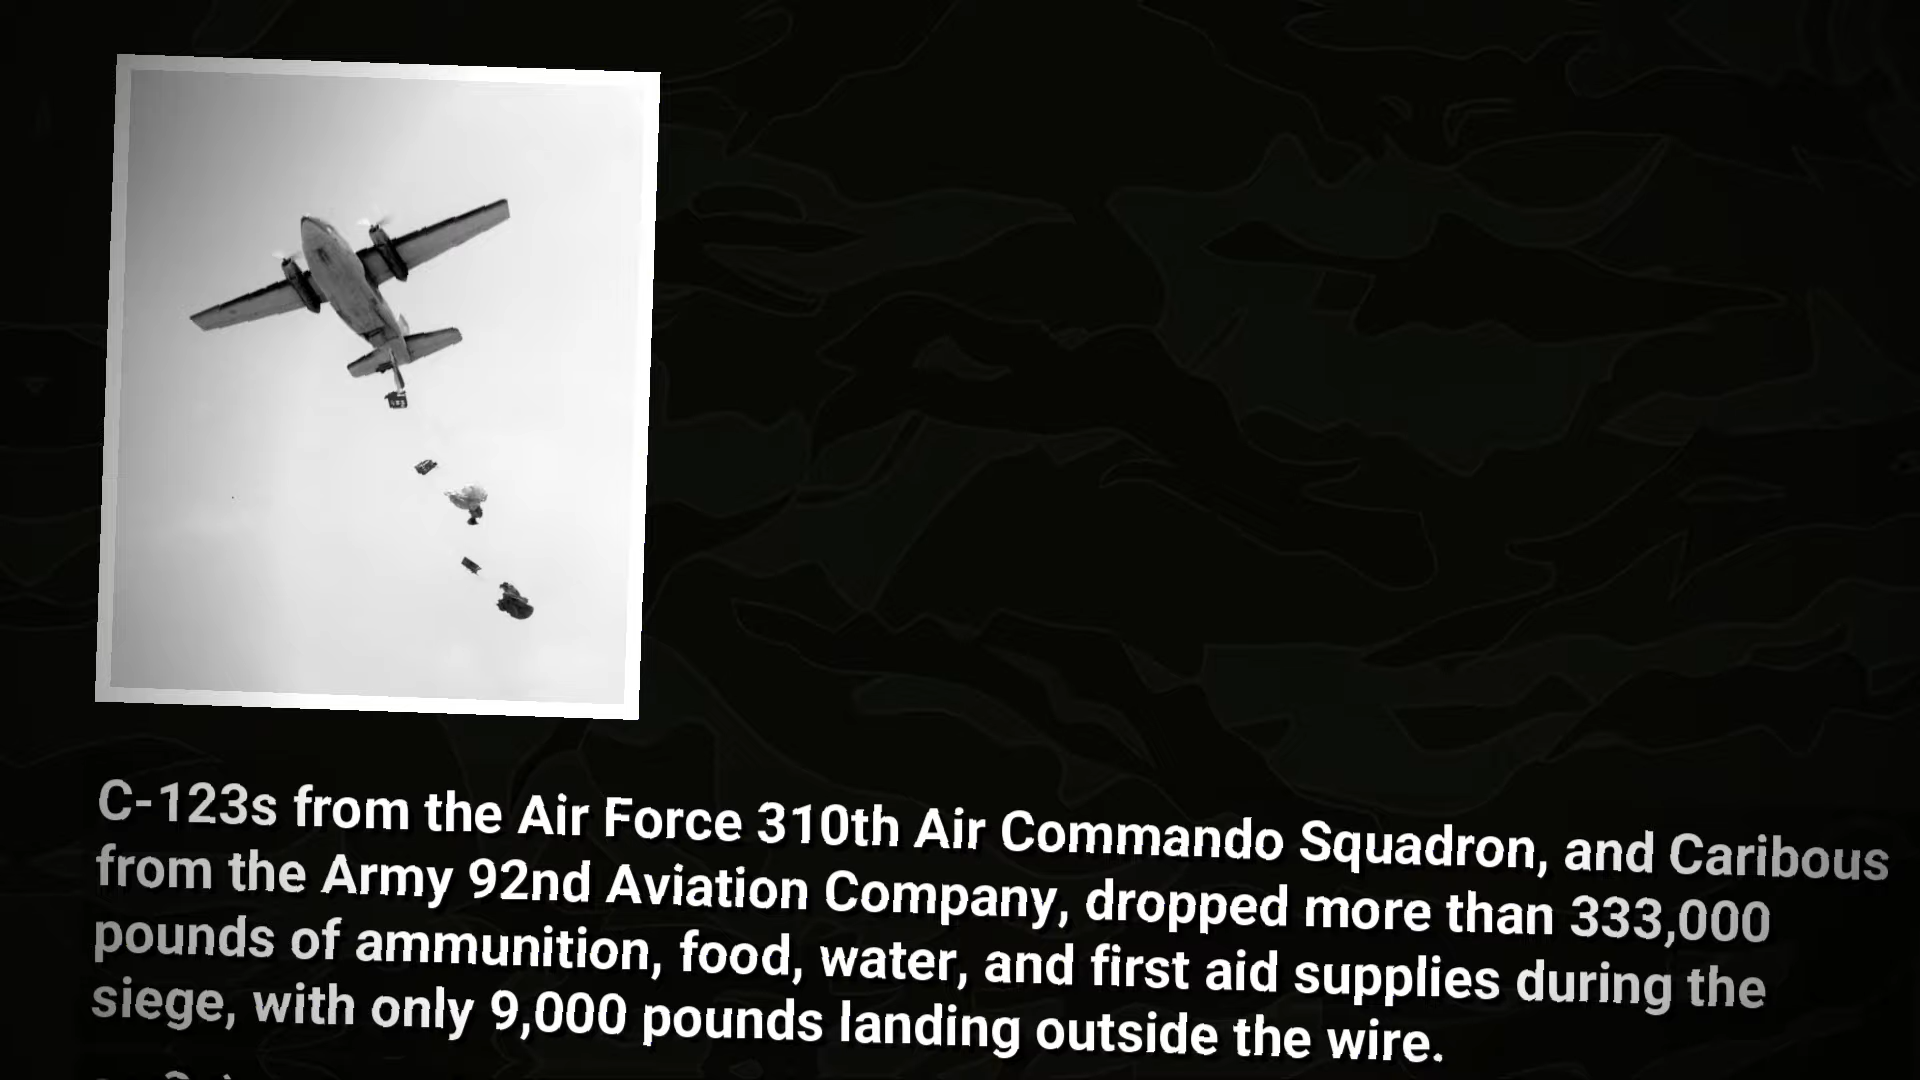 C-123s from the Air Force 310th Air Commando Squadron, and Caribous
from the Army 92nd Aviation Company, dropped more than 333,000
pounds of ammunition, food, water, and first aid supplies during the
siege, with only 9,000 pounds landing outside the wire.